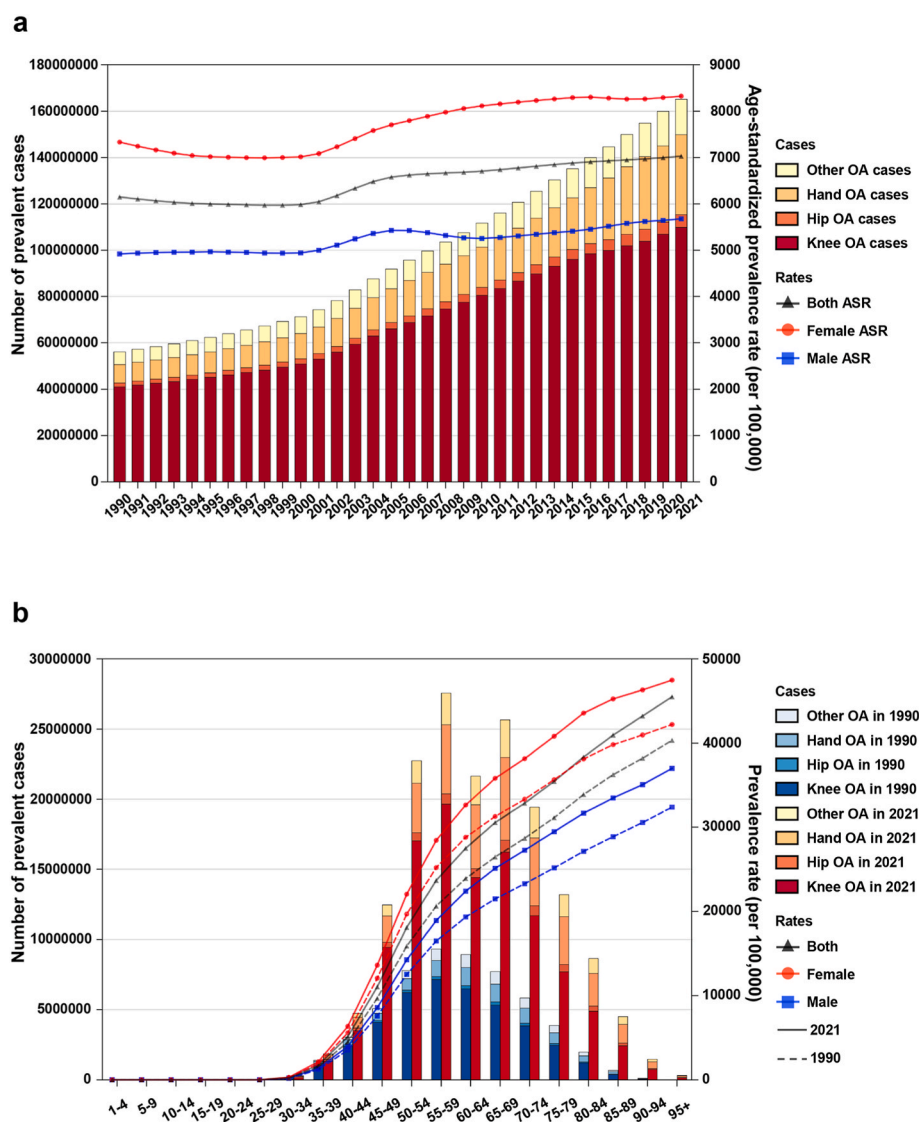 a
Number of prevalent cases
180000000
160000000
140000000
120000000
100000000
80000000
60000000
40000000
20000000
0
9000
8000
7000
6000
5000
4000
3000
2000
1000
0
Age-standardized prevalence rate (per 100,000)
1990 1991 1992 1993 1994 1995 1996 1997 1998 1999 2000 2001 2002 2003 2004 2005 2006 2007 2008 2009 2010 2011 2012 2013 2014 2015 2016 2017 2018 2019 2020 2021
Cases
Other OA cases
Hand OA cases
Hip OA cases
Knee OA cases
Rates
Both ASR
Female ASR
Male ASR
b
Number of prevalent cases
30000000
25000000
20000000
15000000
10000000
5000000
0
50000
40000
30000
20000
10000
0
Prevalence rate (per 100,000)
1-4 5-9 10-14 15-19 20-24 25-29 30-34 35-39 40-44 45-49 50-54 55-59 60-64 65-69 70-74 75-79 80-84 85-89 90-94 95+
Cases
Other OA in 1990
Hand OA in 1990
Hip OA in 1990
Knee OA in 1990
Other OA in 2021
Hand OA in 2021
Hip OA in 2021
Knee OA in 2021
Rates
Both
Female
Male
2021
1990